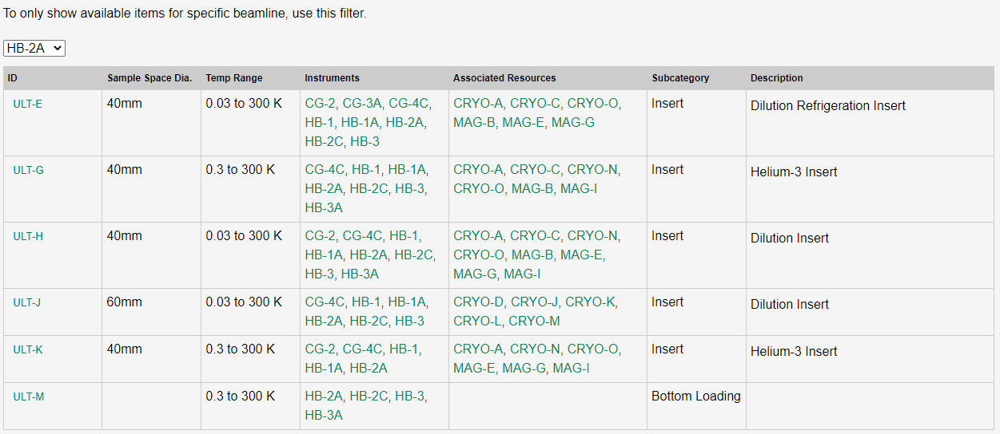 To only show available items for specific beamline, use this filter.
HB-2A
ID Sample Space Dia. Temp Range Instruments Associated Resources Subcategory Description
ULT-E 40mm 0.03 to 300 K CG-2, CG-3A, CG-4C, CRYO-A, CRYO-C, CRYO-O, Insert Dilution Refrigeration Insert
HB-1, HB-1A, HB-2A, MAG-B, MAG-E, MAG-G
HB-2C, HB-3
ULT-G 40mm 0.3 to 300 K CG-4C, HB-1, HB-1A, CRYO-A, CRYO-C, CRYO-N, Insert Helium-3 Insert
HB-2A, HB-2C, HB-3, CRYO-O, MAG-B, MAG-I
HB-3A
ULT-H 40mm 0.03 to 300 K CG-2, CG-4C, HB-1, CRYO-A, CRYO-C, CRYO-N, Insert Dilution Insert
HB-1A, HB-2A, HB-2C, CRYO-O, MAG-B, MAG-E,
HB-3, HB-3A MAG-G, MAG-I
ULT-J 60mm 0.03 to 300 K CG-4C, HB-1, HB-1A, CRYO-D, CRYO-J, CRYO-K, Insert Dilution Insert
HB-2A, HB-2C, HB-3 CRYO-L, CRYO-M
ULT-K 40mm 0.3 to 300 K CG-2, CG-4C, HB-1, CRYO-A, CRYO-N, CRYO-O, Insert Helium-3 Insert
HB-1A, HB-2A MAG-E, MAG-G, MAG-I
ULT-M 0.3 to 300 K HB-2A, HB-2C, HB-3, Bottom Loading
HB-3A